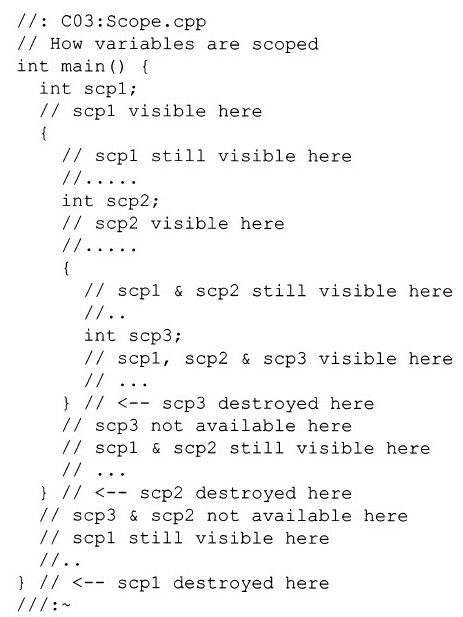 //: C03:Scope.cpp
// How variables are scoped
int main() {
  int scp1;
  // scp1 visible here
  {
    // scp1 still visible here
    //.....
    int scp2;
    // scp2 visible here
    //.....
    {
      // scp1 & scp2 still visible here
      //..
      int scp3;
      // scp1, scp2 & scp3 visible here
      // ...
    } // <-- scp3 destroyed here
    // scp3 not available here
    // scp1 & scp2 still visible here
    // ...
  } // <-- scp2 destroyed here
  // scp3 & scp2 not available here
  // scp1 still visible here
  //..
} // <-- scp1 destroyed here
///:~